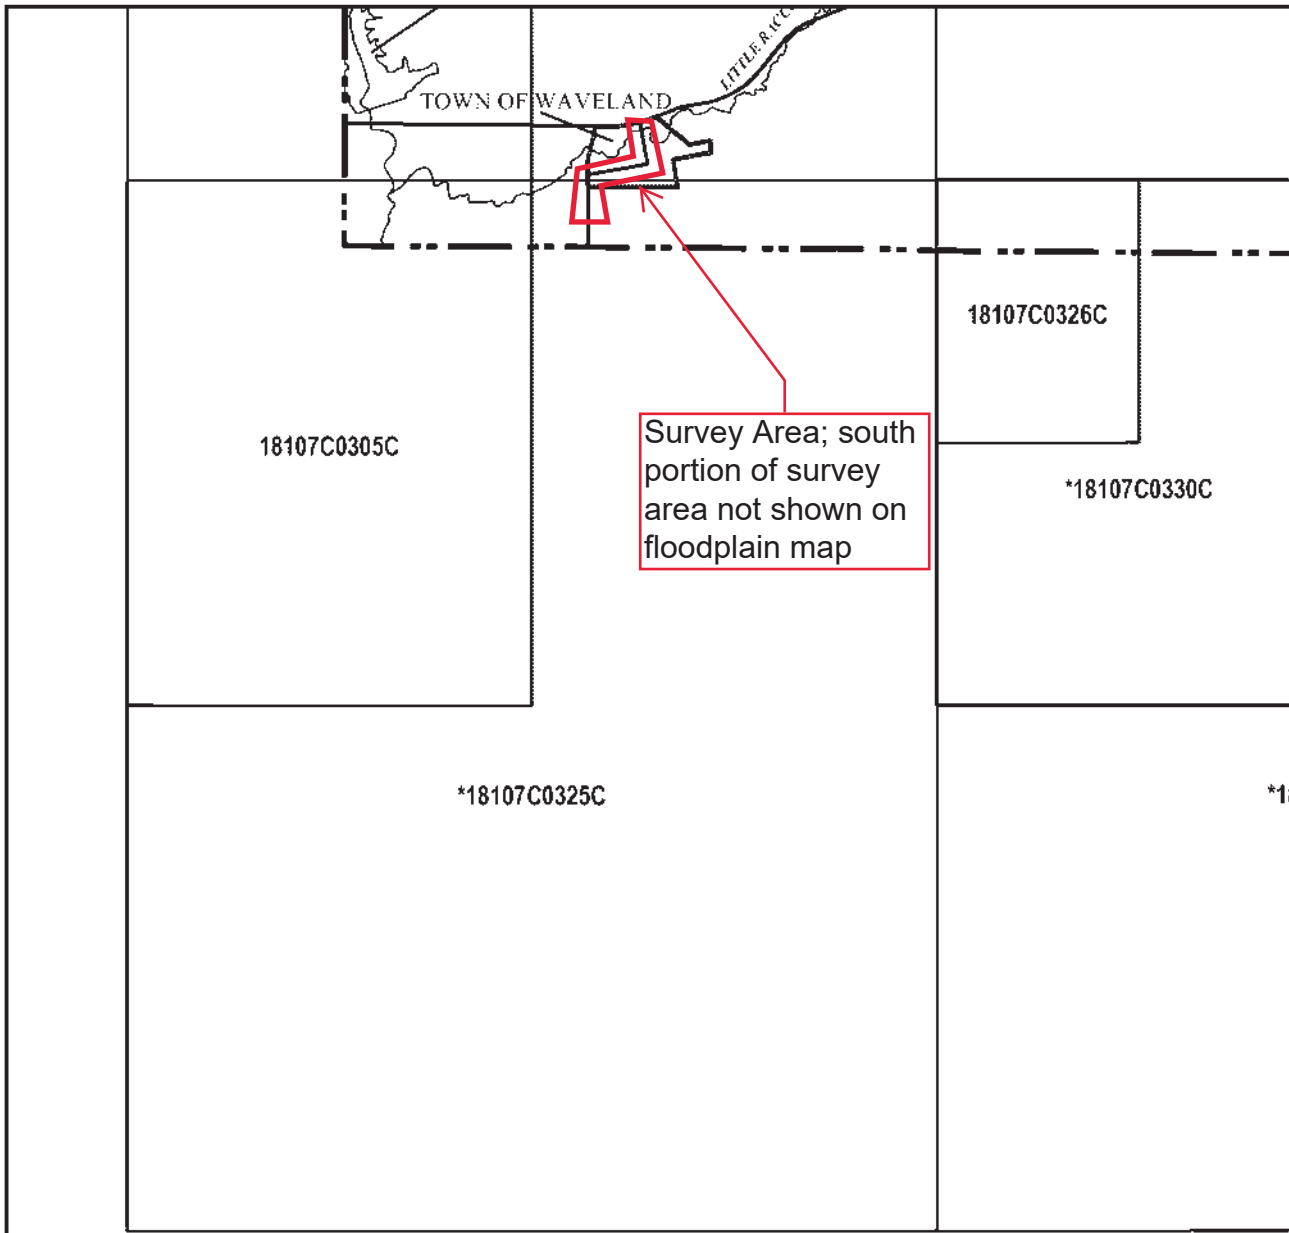 LITTLE
TOWN OF WAVELAND
18107C0326C
Survey Area; south
portion of survey
area not shown on
floodplain map
18107C0305C
*18107C0330C
*18107C0325C